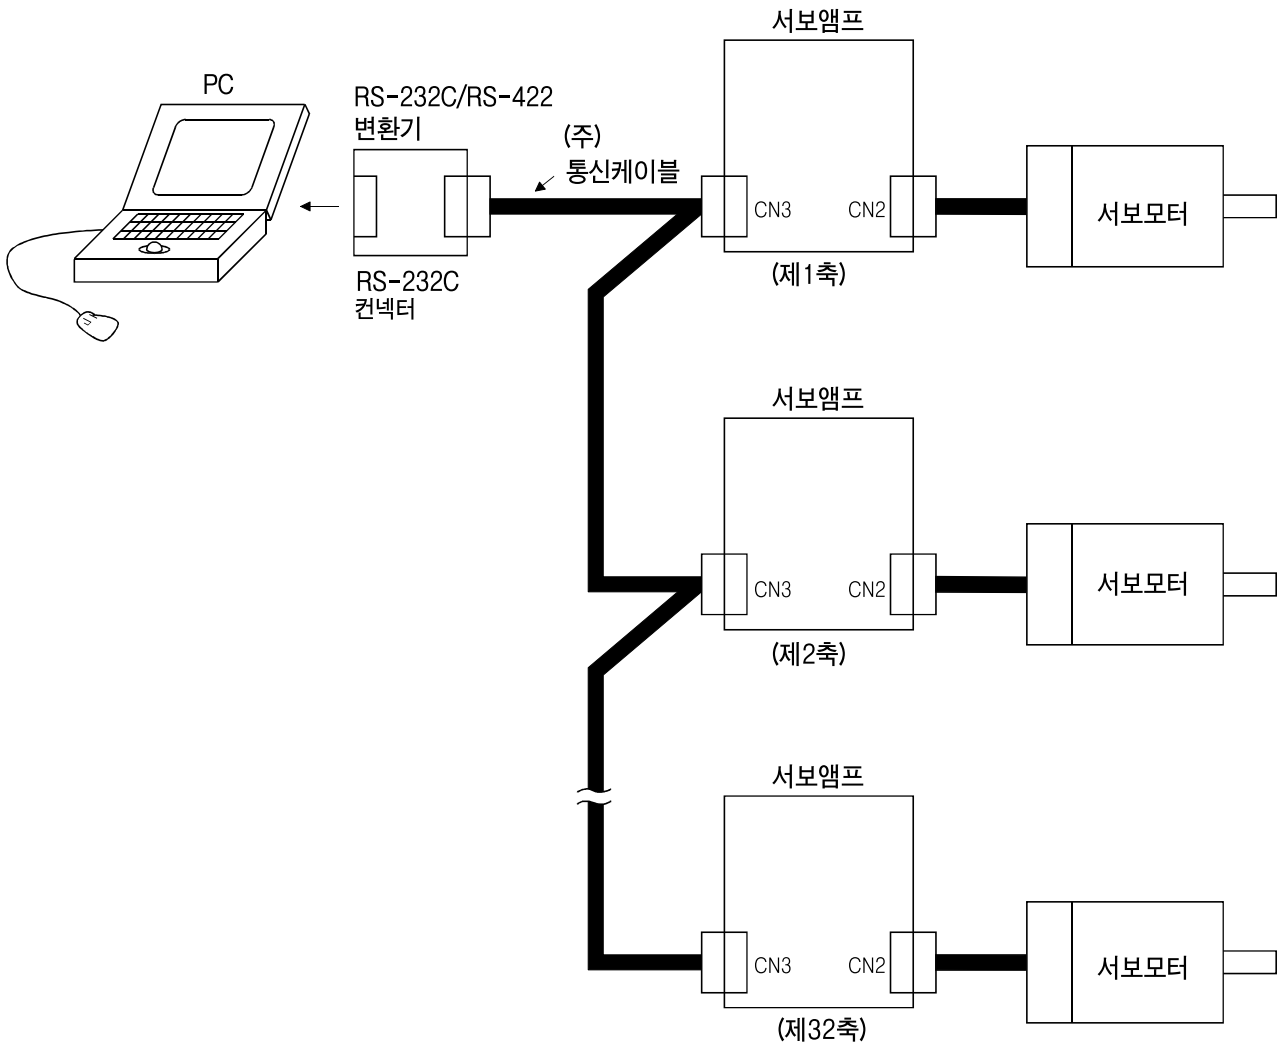 서보앰프
PC
RS-232C/RS-422
변환기
(주)
통신케이블
CN3
CN2
서보모터
(제1축)
RS-232C
컨넥터
서보앰프
CN3
CN2
서보모터
(제2축)
서보앰프
CN3
CN2
서보모터
(제32축)